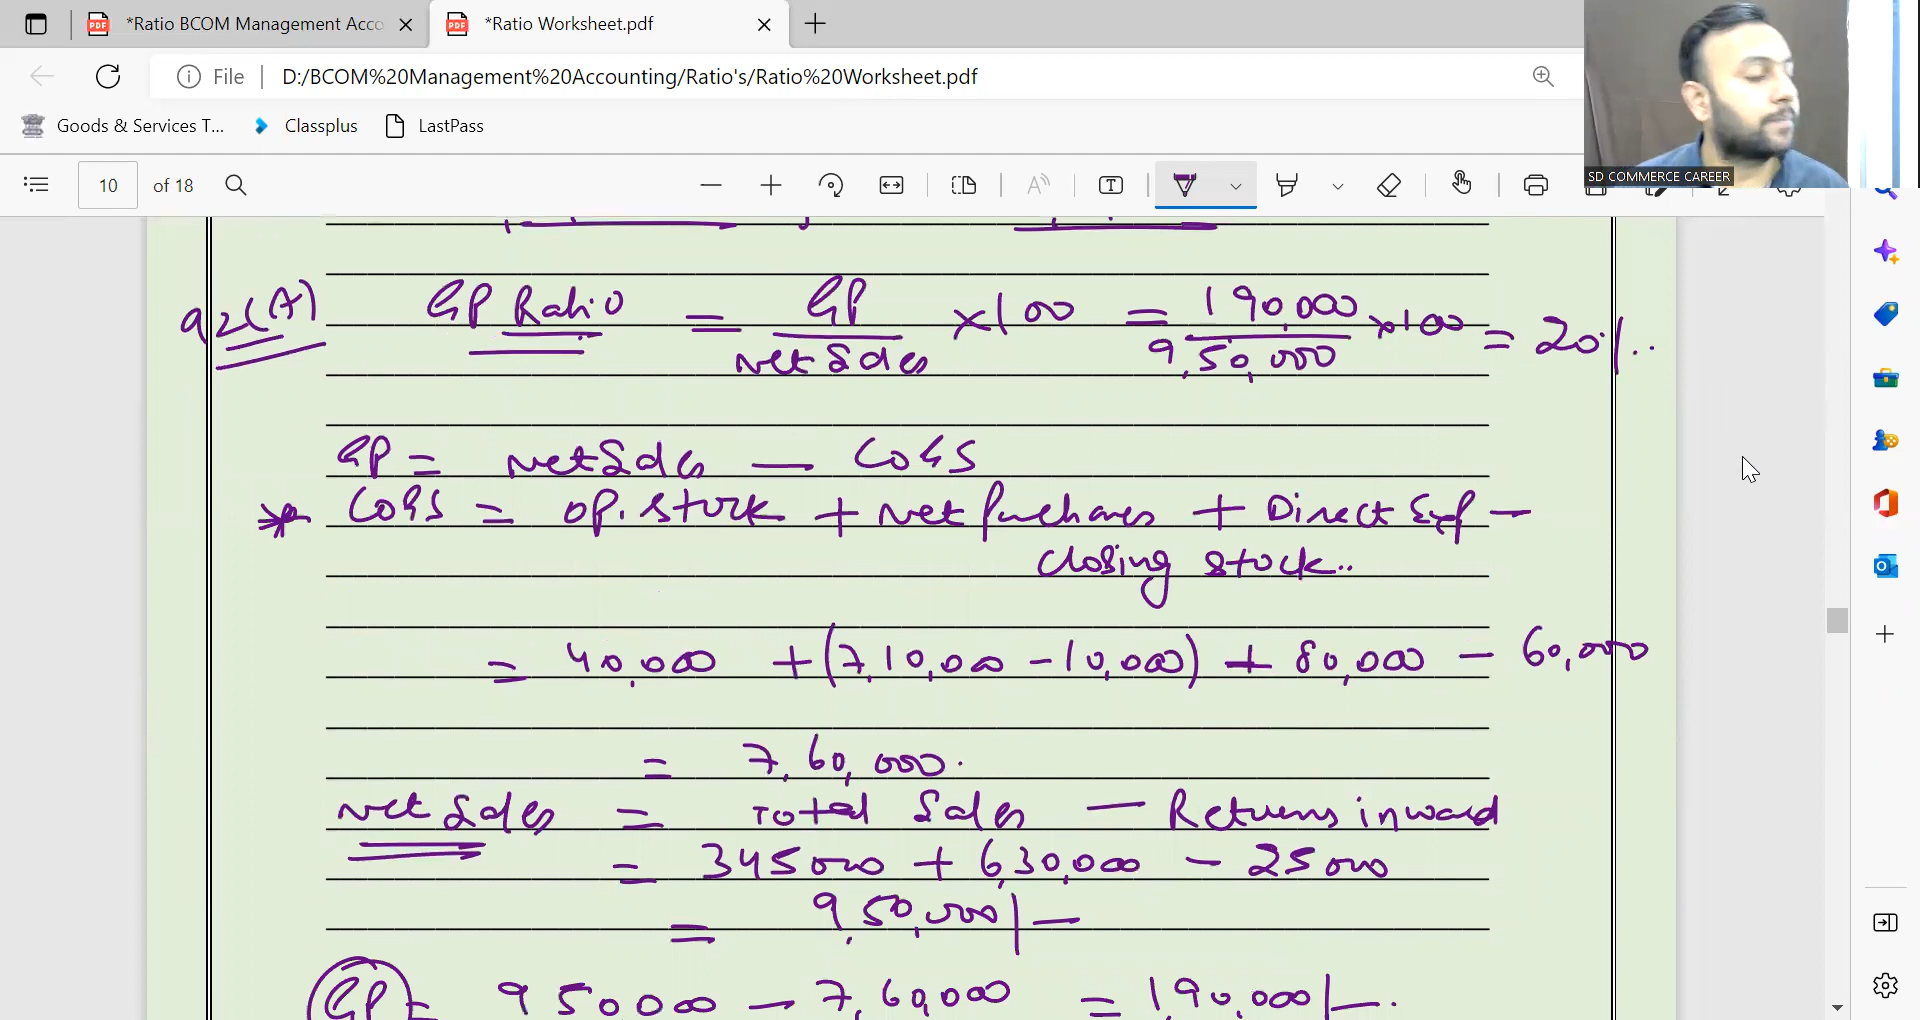 *Ratio BCOM Management Acco
*Ratio Worksheet.pdf
File
D:/BCOM%20Management%20Accounting/Ratio's/Ratio%20Worksheet.pdf
Goods & Services T...
Classplus
LastPass
10 of 18
SD COMMERCE CAREER
Q2(A) GP Ratio = GP / Net Sales × 100 = 190,000 / 9,50,000 × 100 = 20%.
GP = Net Sales — COGS
* COGS = OP. Stock + Net Purchases + Direct Exp —
closing stock..
= 40,000 + (7,10,000 - 10,000) + 80,000 - 60,000
= 7,60,000.
Net Sales = Total Sales — Returns inward
= 345000 + 6,30,000 - 25000
= 9,50,000/-
GP = 950000 — 7,60,000 = 1,90,000/-.